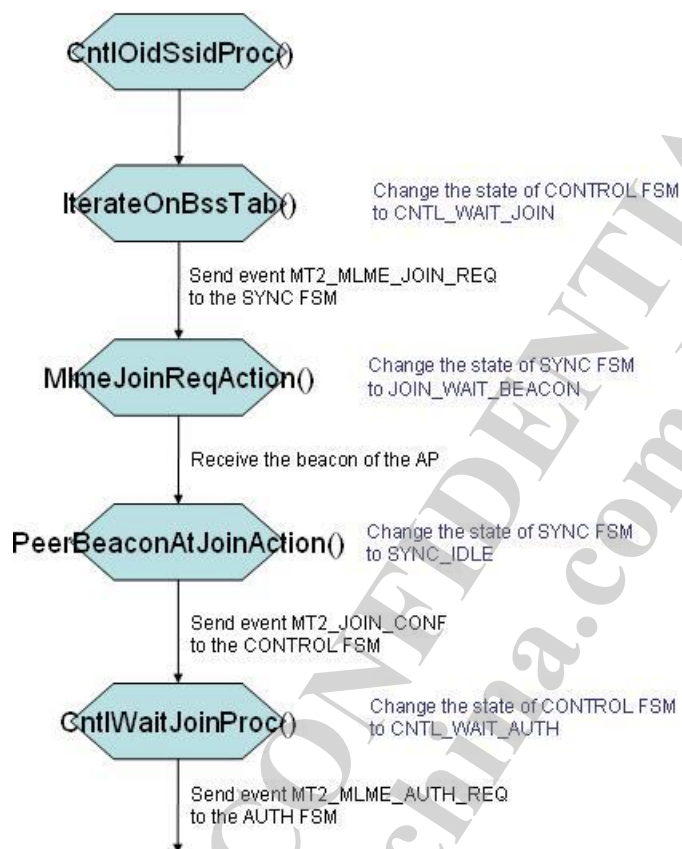 CntlOidSsidProc()
IterateOnBssTab()
Change the state of CONTROL FSM
to CNTL_WAIT_JOIN
Send event MT2_MLME_JOIN_REQ
to the SYNC FSM
MlmeJoinReqAction()
Change the state of SYNC FSM
to JOIN_WAIT_BEACON
Receive the beacon of the AP
PeerBeaconAtJoinAction()
Change the state of SYNC FSM
to SYNC_IDLE
Send event MT2_JOIN_CONF
to the CONTROL FSM
CntlWaitJoinProc()
Change the state of CONTROL FSM
to CNTL_WAIT_AUTH
Send event MT2_MLME_AUTH_REQ
to the AUTH FSM
CONFIDENTIA
china.com